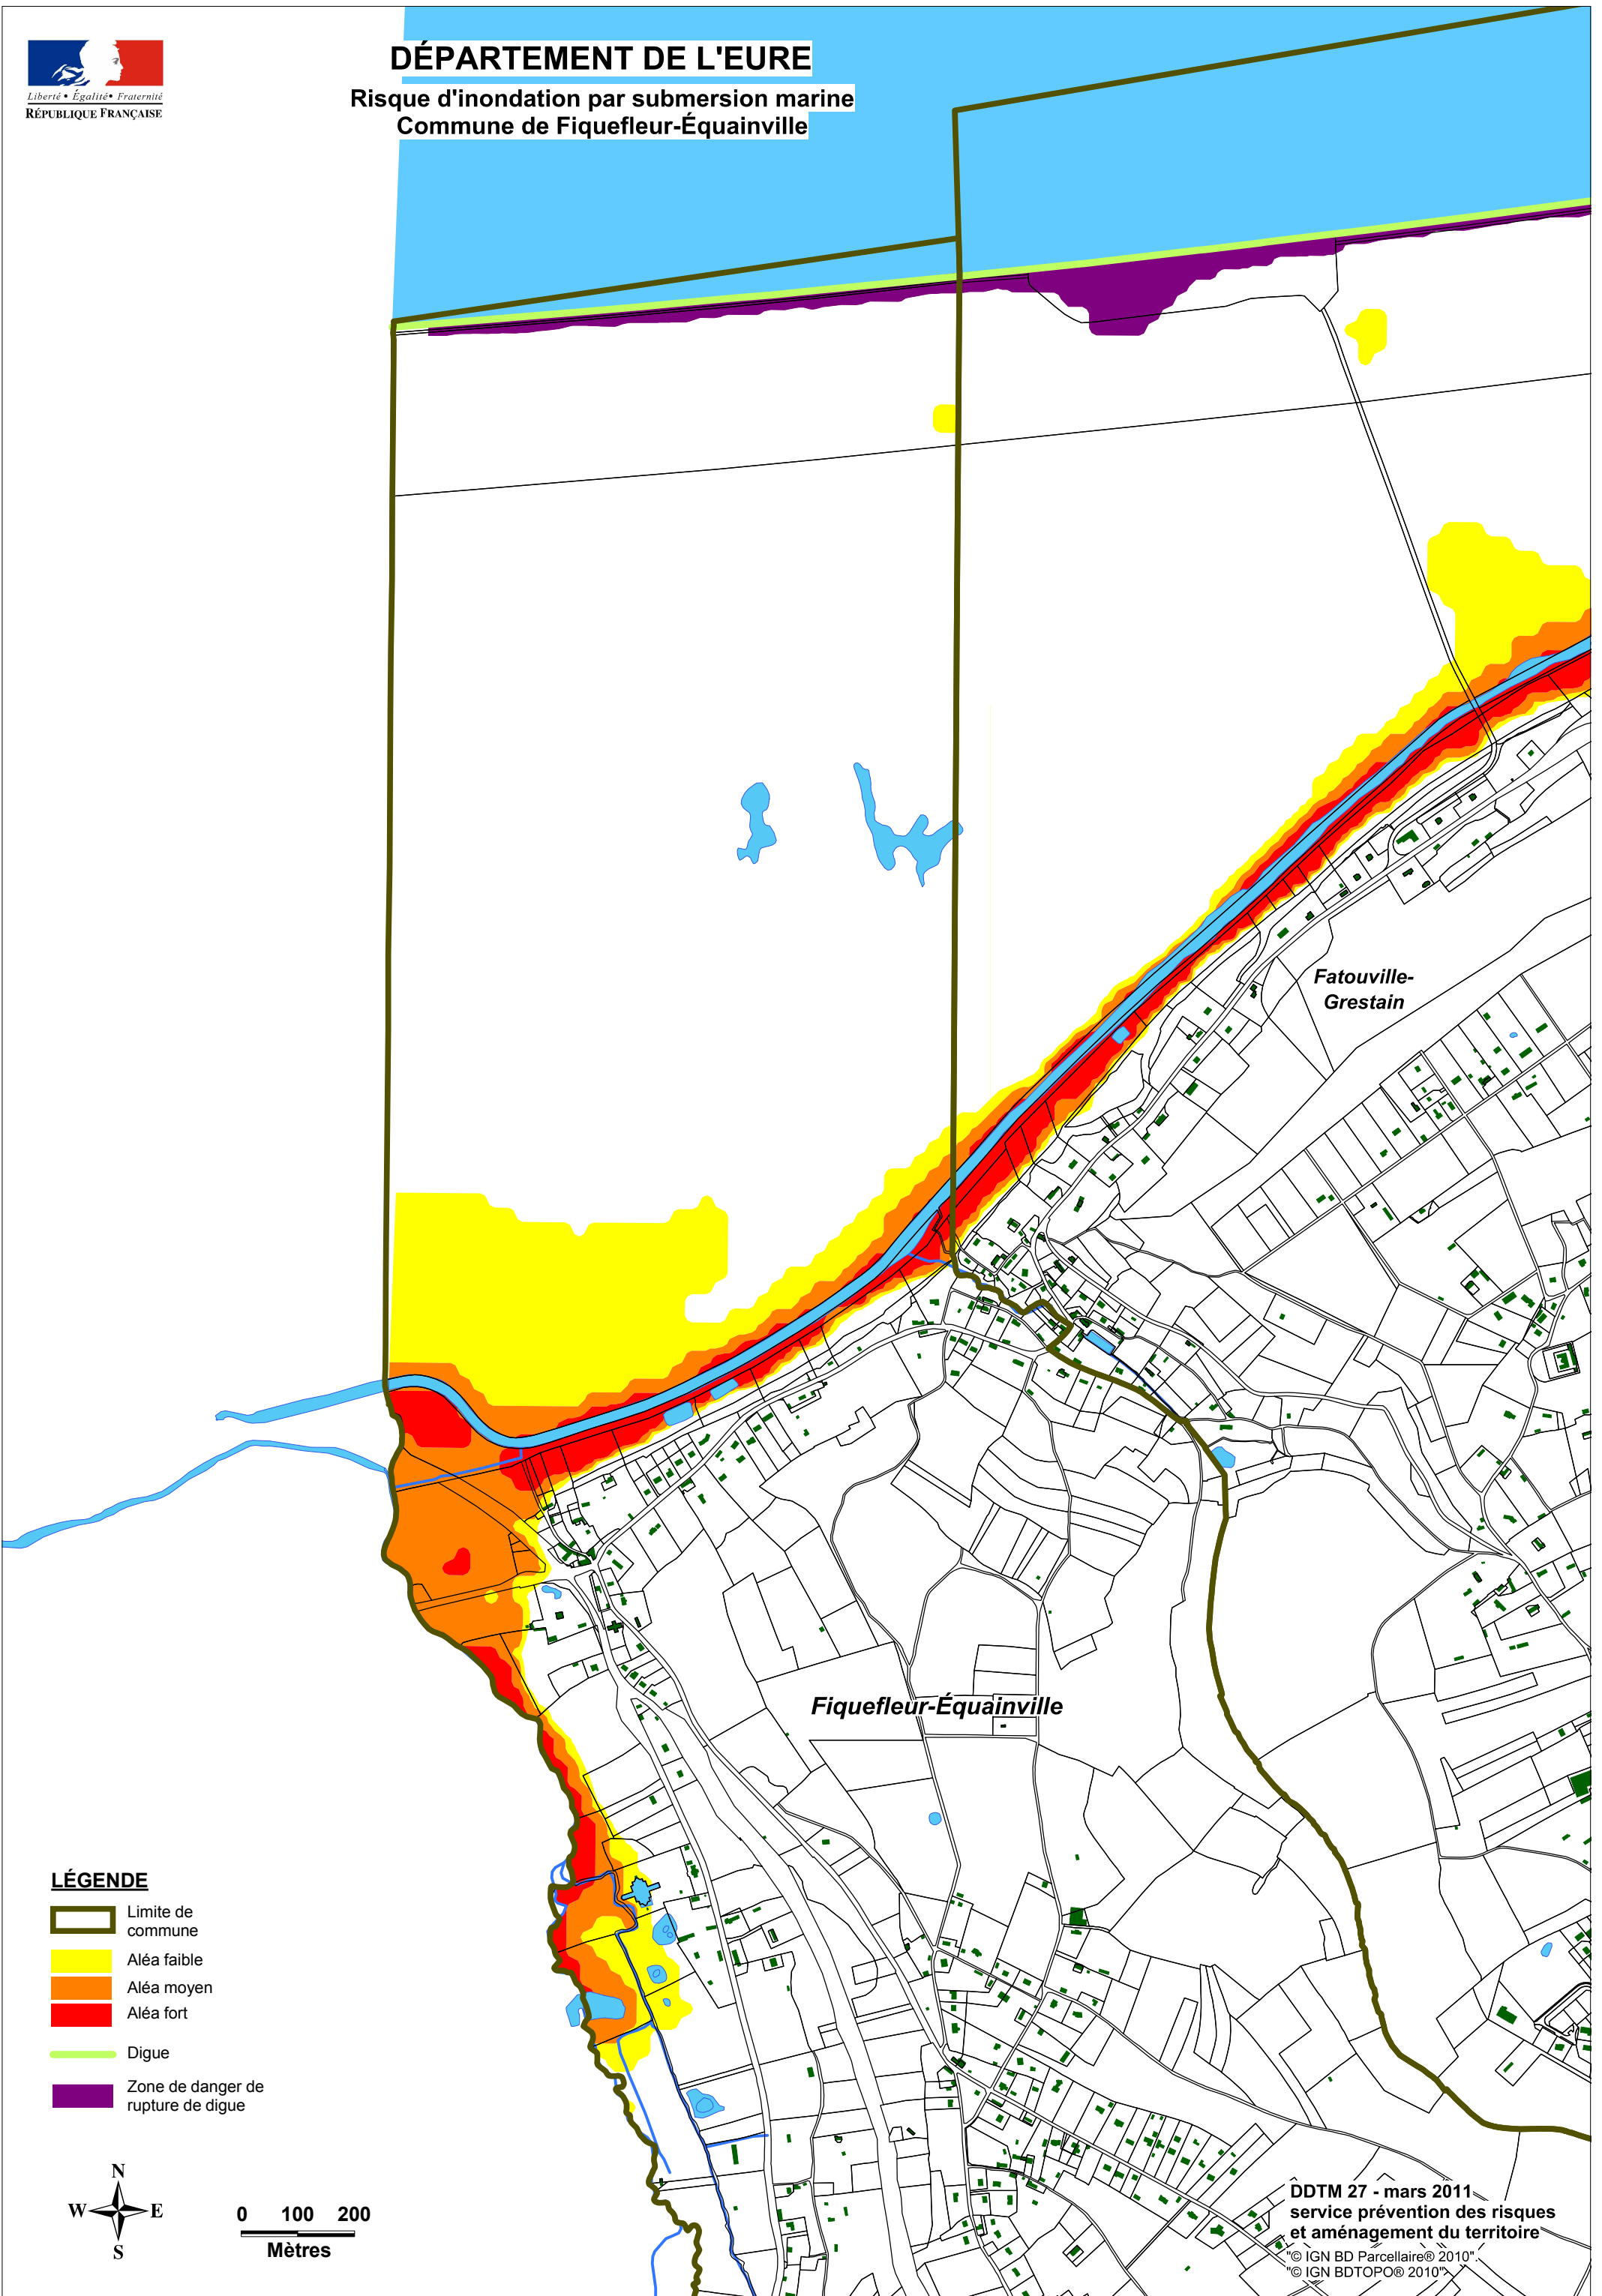 DÉPARTEMENT DE L'EURE
Risque d'inondation par submersion marine
Commune de Fiquefleur-Équainville
Liberté • Égalité • Fraternité
RÉPUBLIQUE FRANÇAISE
Fatouville-
Grestain
Fiquefleur-Équainville
LÉGENDE
Limite de
commune
Aléa faible
Aléa moyen
Aléa fort
Digue
Zone de danger de
rupture de digue
N
W E
S
0 100 200
Mètres
DDTM 27 - mars 2011
service prévention des risques
et aménagement du territoire
"© IGN BD Parcellaire® 2010"
"© IGN BDTOPO® 2010"